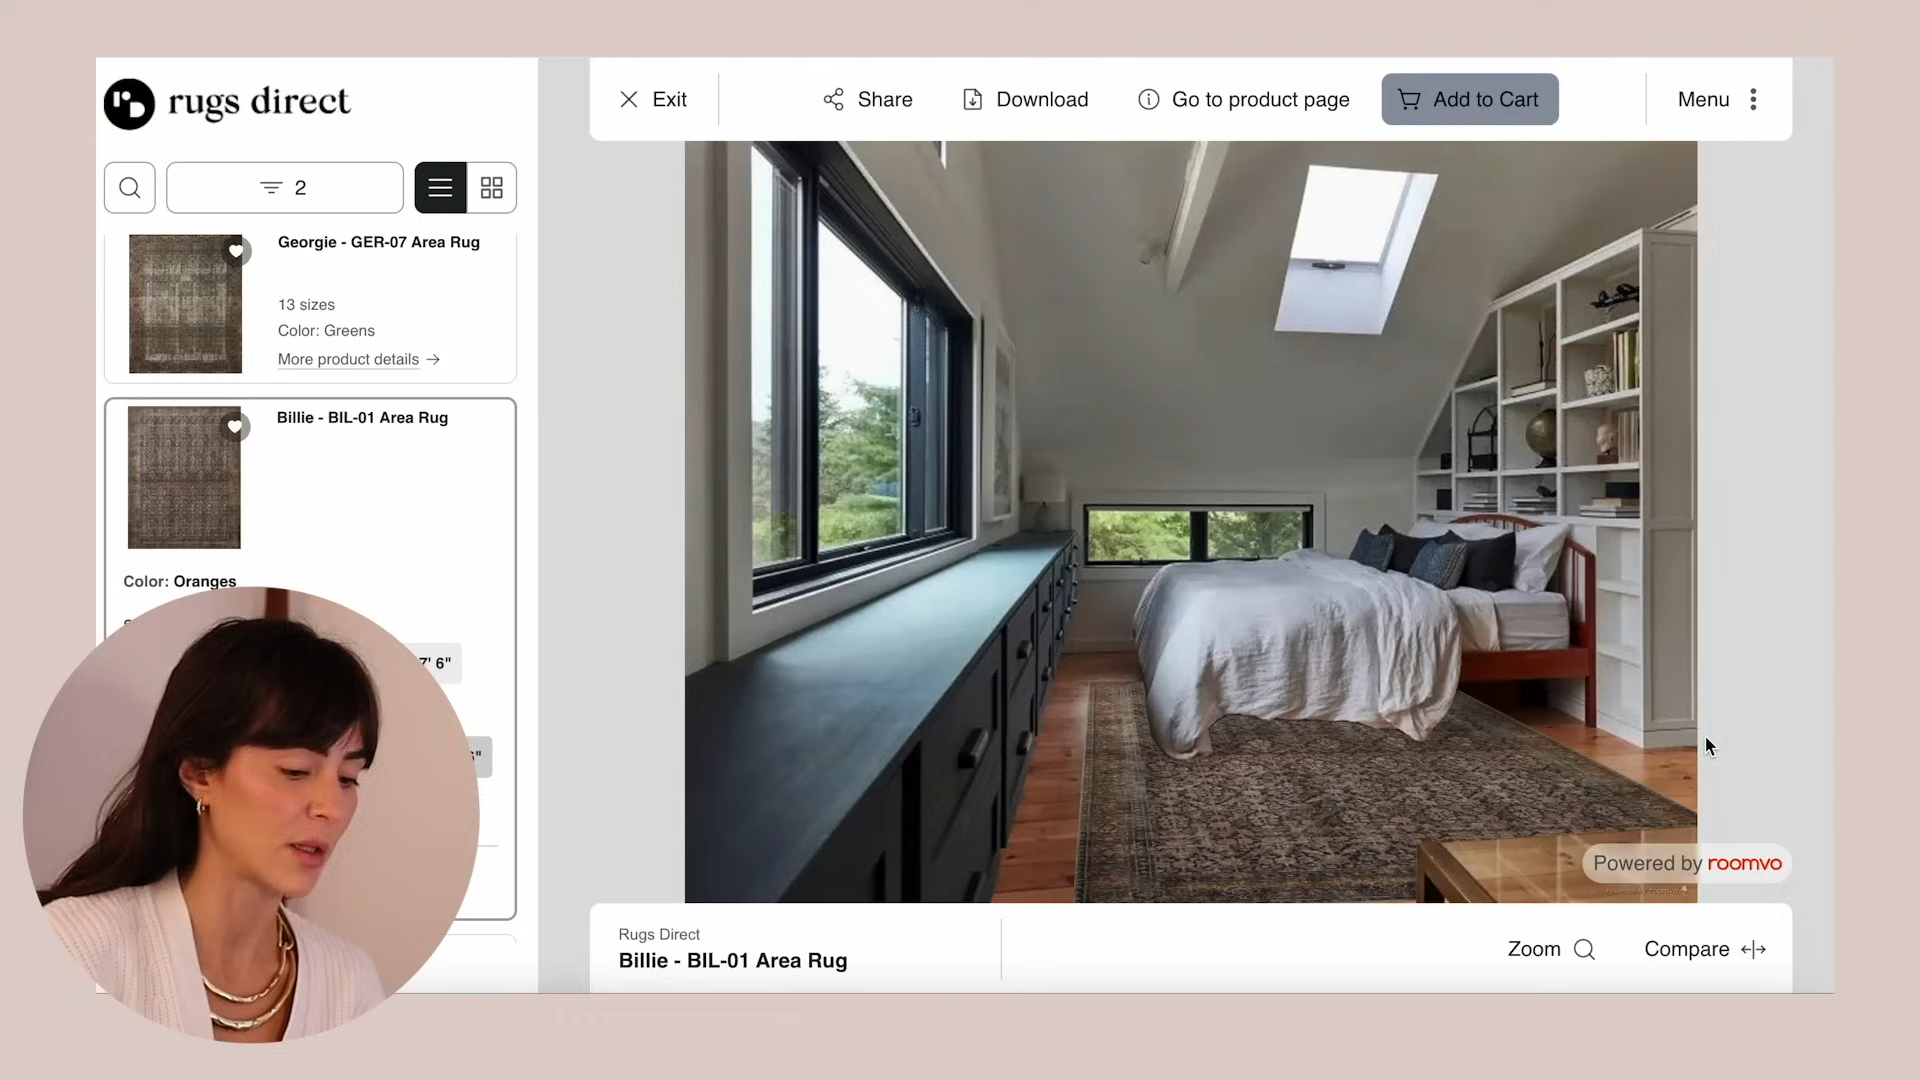 rugs direct
Exit
Share
Download
Go to product page
Add to Cart
Menu
2
Georgie - GER-07 Area Rug
13 sizes
Color: Greens
More product details
Billie - BIL-01 Area Rug
Color: Oranges
7' 6"
Powered by roomvo
Rugs Direct
Billie - BIL-01 Area Rug
Zoom
Compare